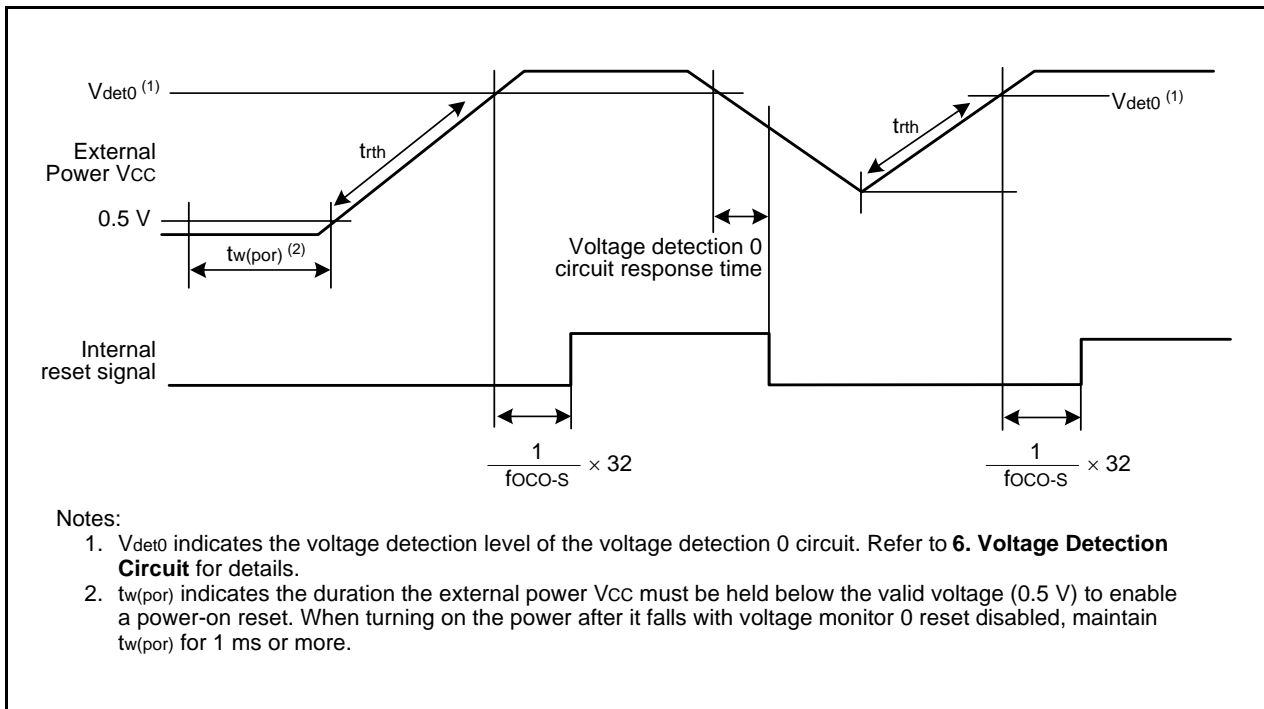 Vdet0 (1)
External
Power VCC
0.5 V
trth
tw(por) (2)
Voltage detection 0
circuit response time
trth
Vdet0 (1)
Internal
reset signal
1
fOCO-S
× 32
1
fOCO-S
× 32
Notes:
1. Vdet0 indicates the voltage detection level of the voltage detection 0 circuit. Refer to 6. Voltage Detection
Circuit for details.
2. tw(por) indicates the duration the external power VCC must be held below the valid voltage (0.5 V) to enable
a power-on reset. When turning on the power after it falls with voltage monitor 0 reset disabled, maintain
tw(por) for 1 ms or more.